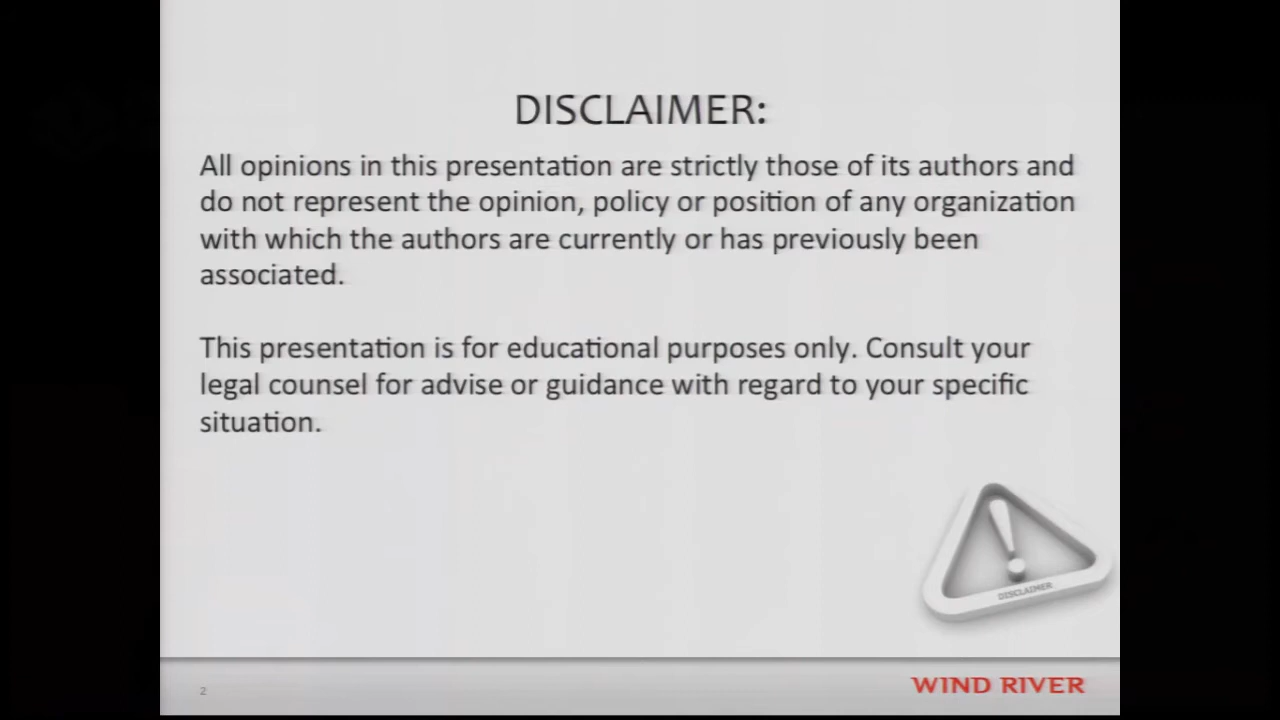 DISCLAIMER:
All opinions in this presentation are strictly those of its authors and
do not represent the opinion, policy or position of any organization
with which the authors are currently or has previously been
associated.
This presentation is for educational purposes only. Consult your
legal counsel for advise or guidance with regard to your specific
situation.
DISCLAIMER
2
WIND RIVER